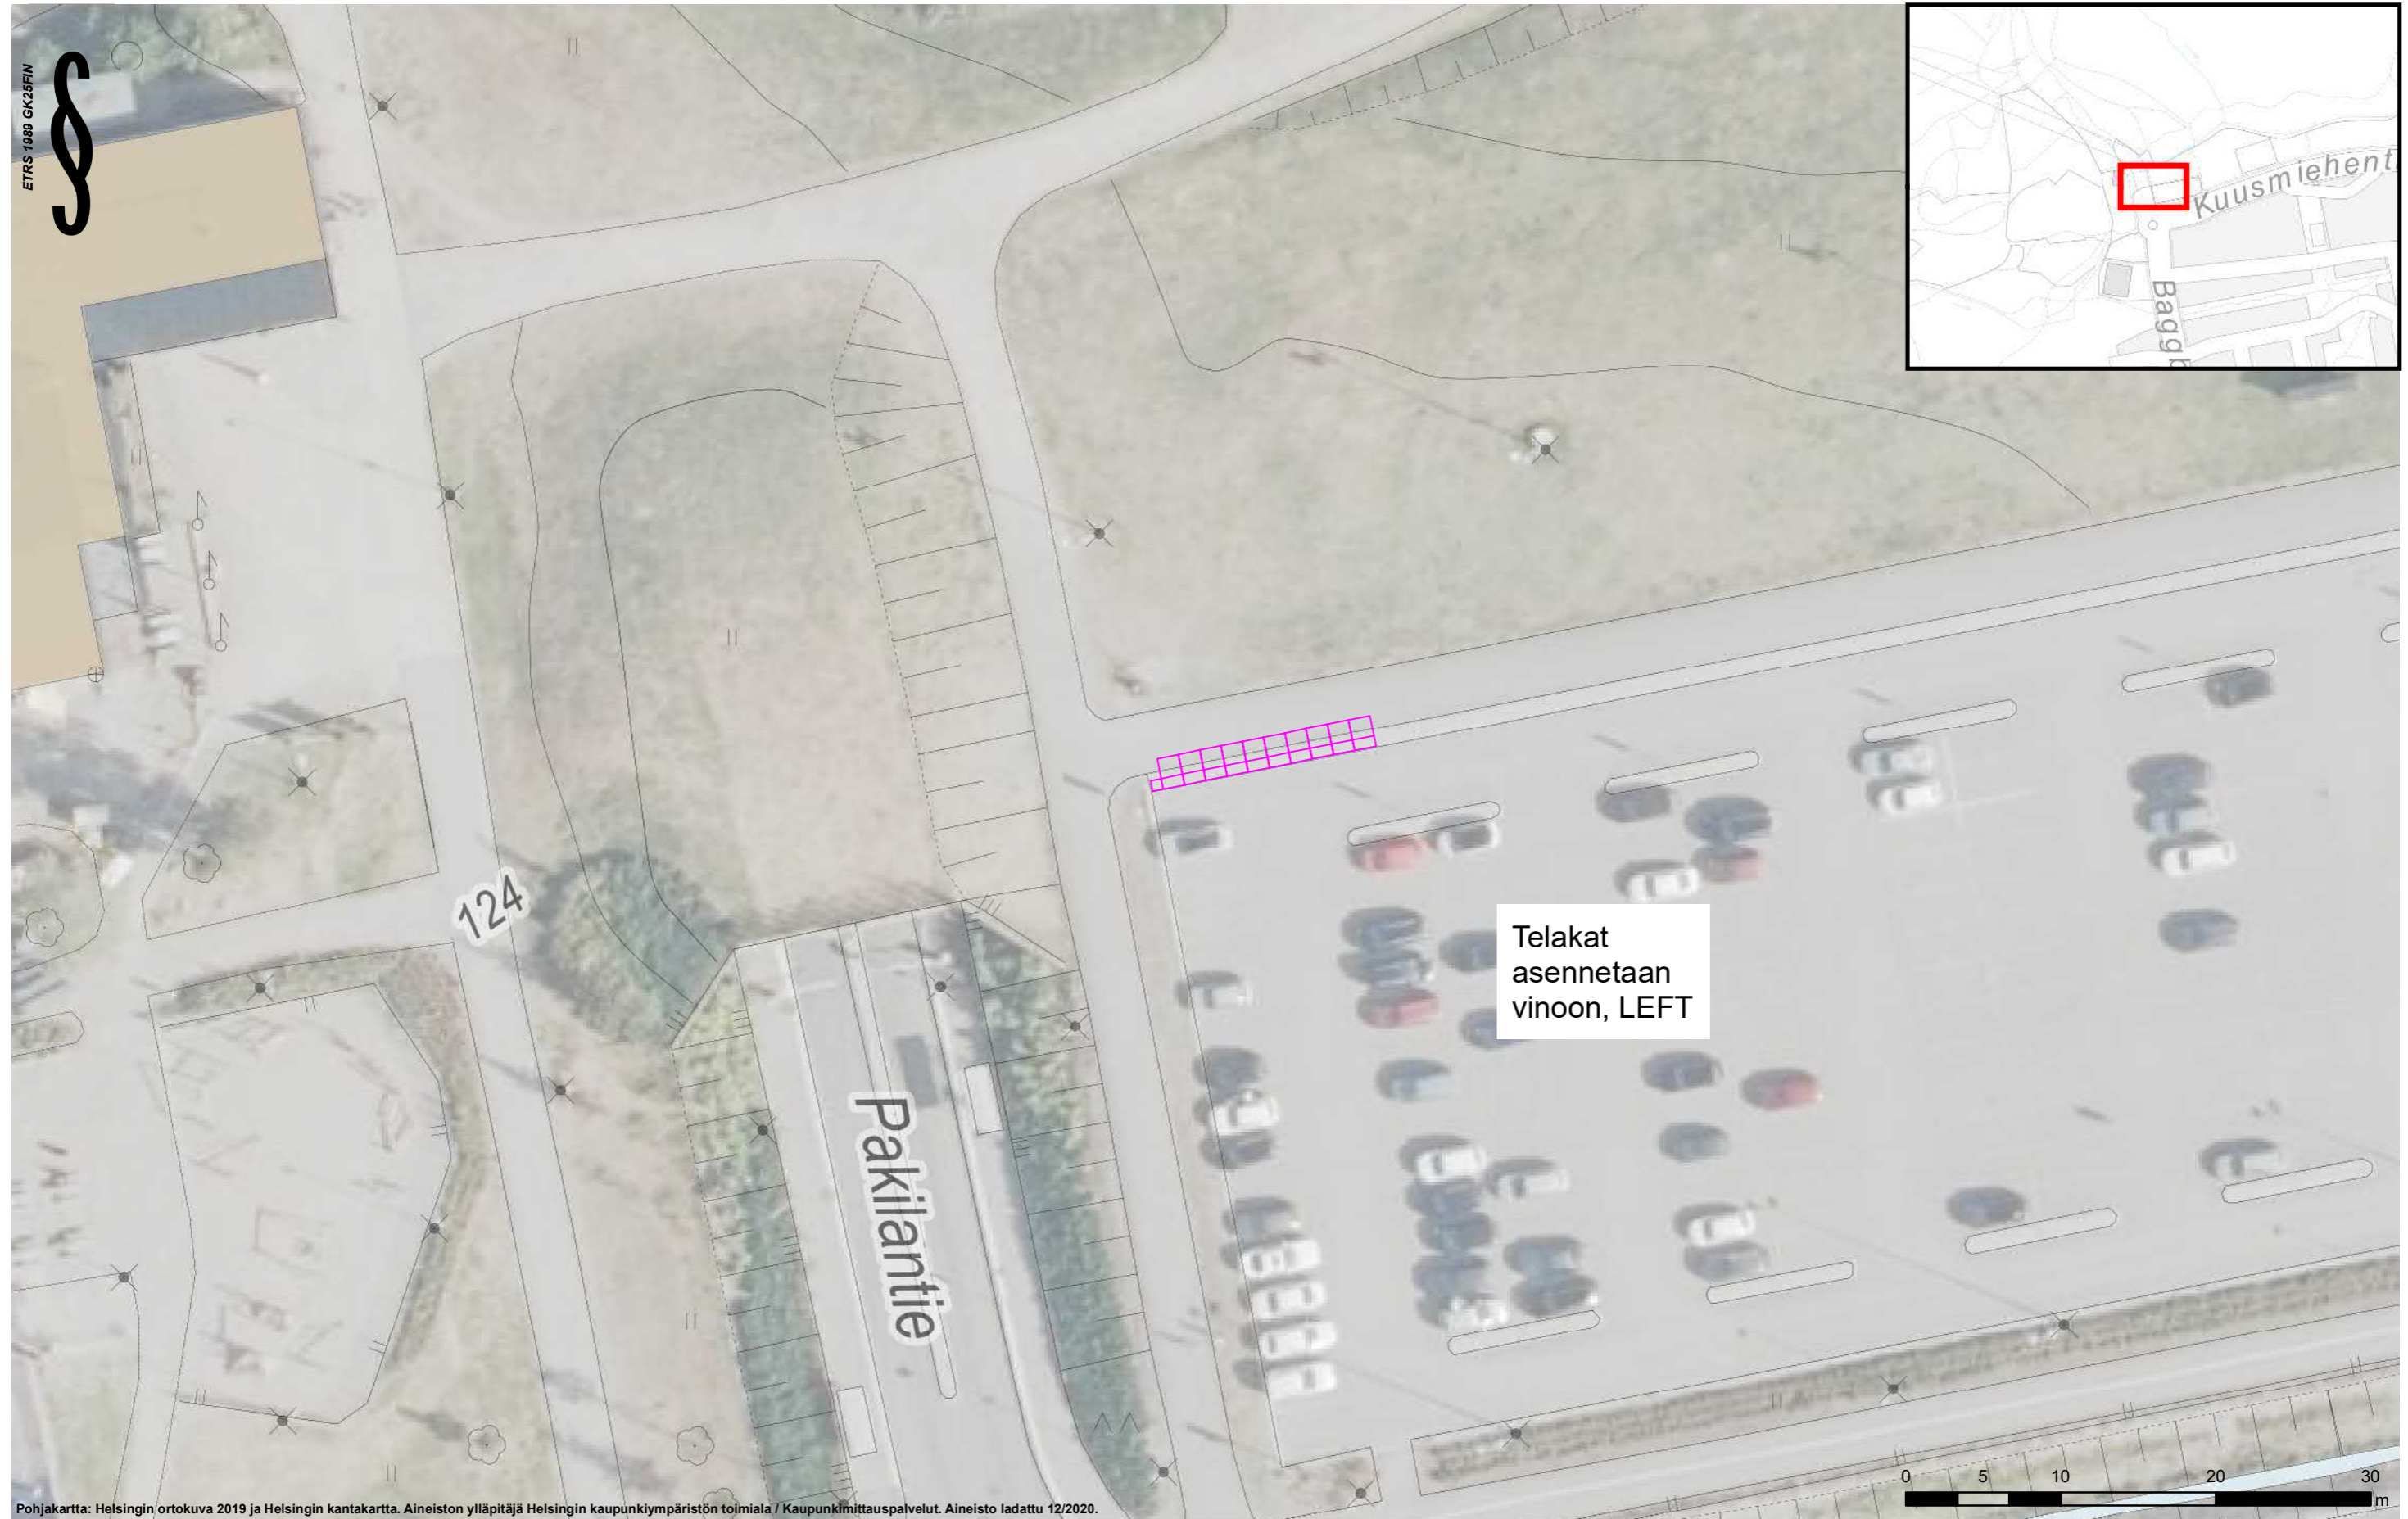 ETRS 1989 GK25FIN
§
Kuusmiehent
Baggb
124
Pakilantie
Telakat
asennetaan
vinoon, LEFT
0 5 10 20 30
m
Pohjakartta: Helsingin ortokuva 2019 ja Helsingin kantakartta. Aineiston ylläpitäjä Helsingin kaupunkiympäristön toimiala / Kaupunkimittauspalvelut. Aineisto ladattu 12/2020.